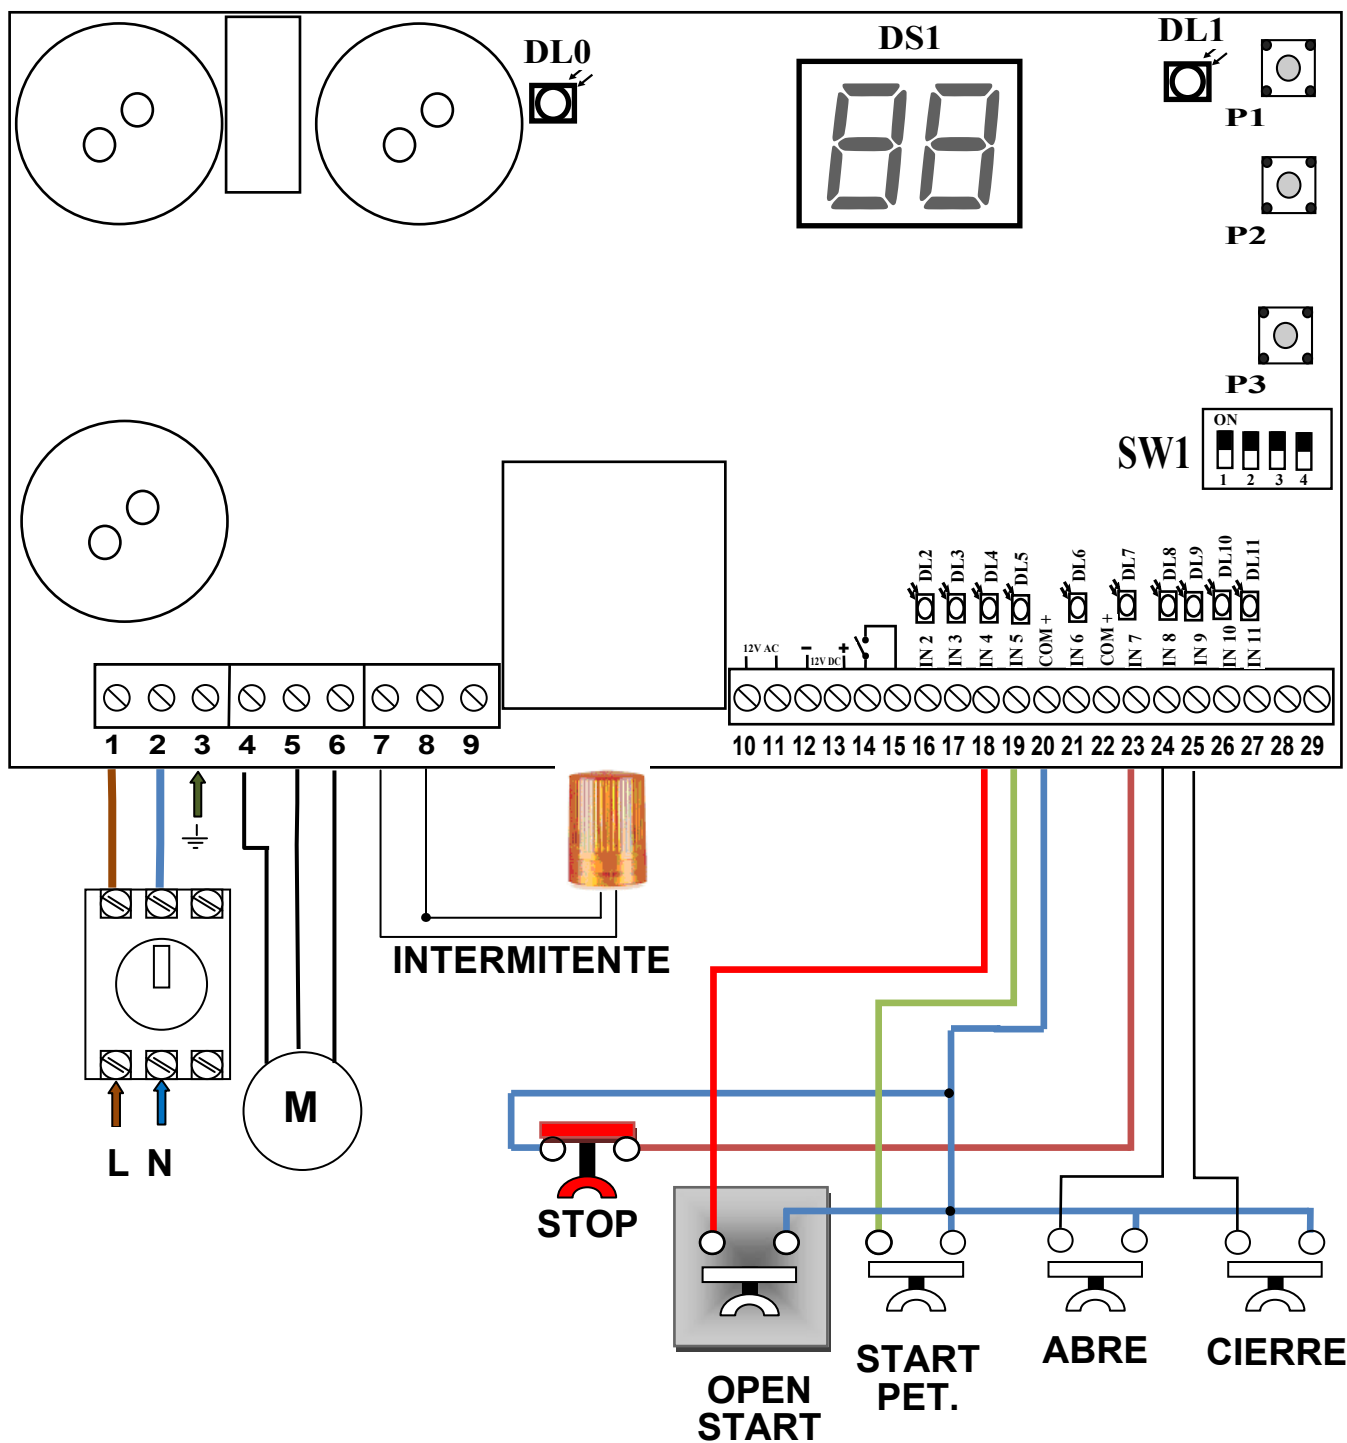 DL0
DS1
DL1
P1
P2
P3
SW1
ON
1 2 3 4
DL2
DL3
DL4
DL5
DL6
DL7
DL8
DL9
DL10
DL11
12V AC
−
12V DC
+
IN 2
IN 3
IN 4
IN 5
COM +
IN 6
COM +
IN 7
IN 8
IN 9
IN 10
IN 11
1 2 3 4 5 6 7 8 9
10 11 12 13 14 15 16 17 18 19 20 21 22 23 24 25 26 27 28 29
INTERMITENTE
M
L N
STOP
OPEN
START
START
PET.
ABRE
CIERRE